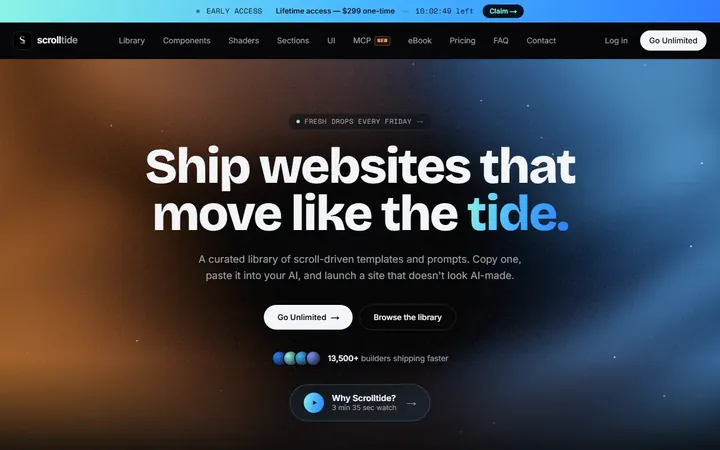 EARLY ACCESS Lifetime access — $299 one-time — 10:02:49 left Claim →
S scrolltide Library Components Shaders Sections UI MCP NEW eBook Pricing FAQ Contact Log in Go Unlimited
FRESH DROPS EVERY FRIDAY —
Ship websites that
move like the tide.
A curated library of scroll-driven templates and prompts. Copy one,
paste it into your AI, and launch a site that doesn't look AI-made.
Go Unlimited → Browse the library
13,500+ builders shipping faster
Why Scrolltide?
3 min 35 sec watch →